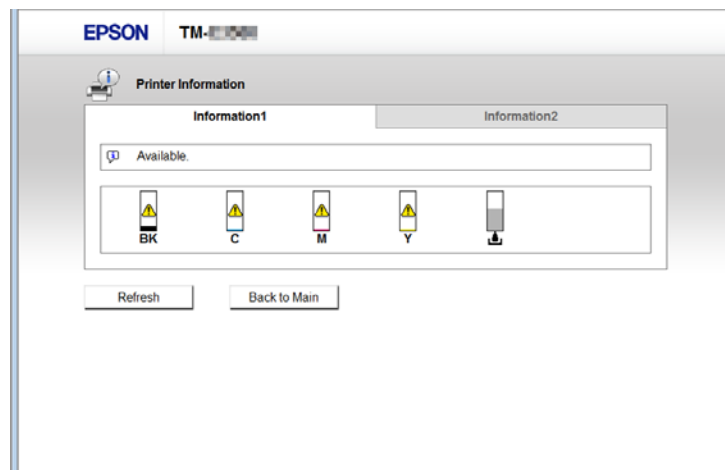 EPSON TM-
Printer Information
Information1 Information2
Available.
BK C M Y
Refresh Back to Main